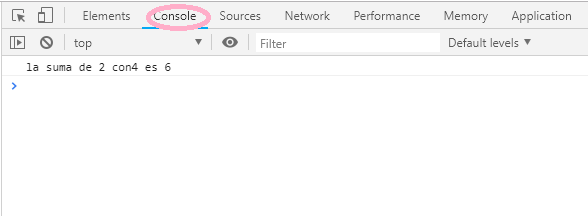 Elements Console Sources Network Performance Memory Application
top Filter Default levels
la suma de 2 con4 es 6